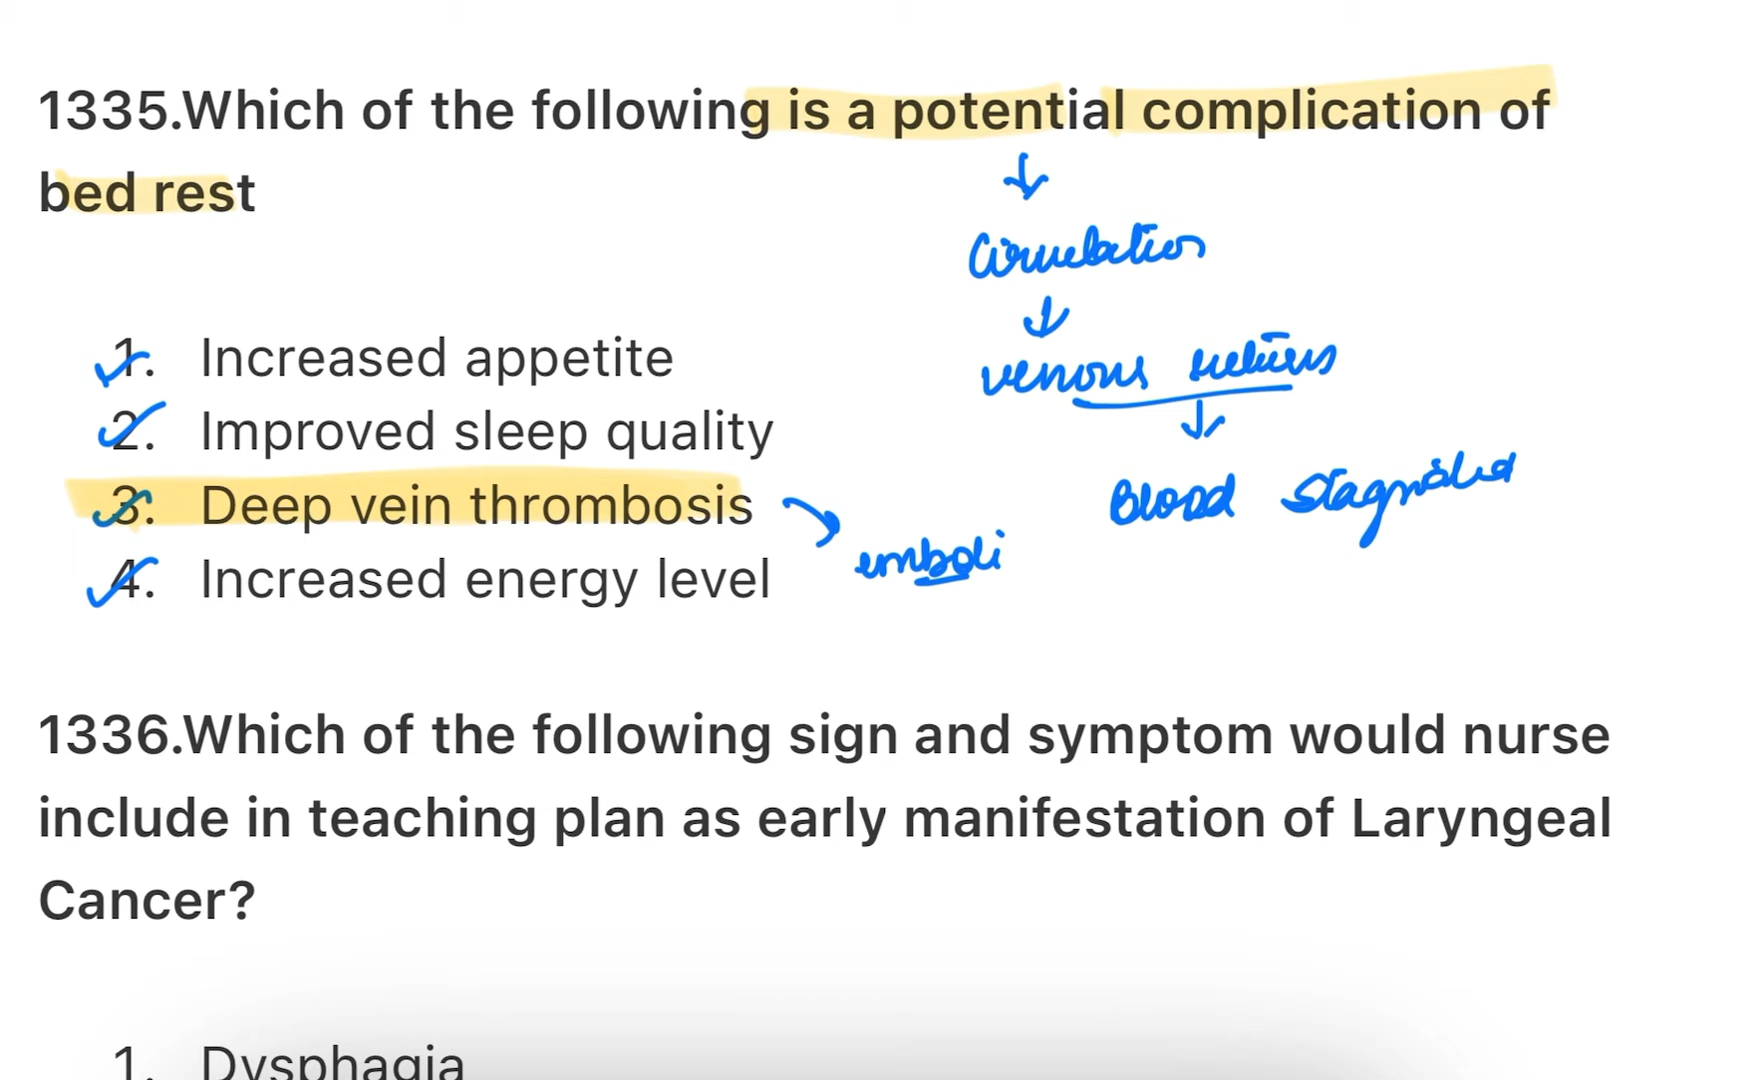 1335.Which of the following is a potential complication of
bed rest
↓
Circulation
↓
venous return
↓
Blood stagnated
1. Increased appetite
2. Improved sleep quality
3. Deep vein thrombosis
emboli
4. Increased energy level
1336.Which of the following sign and symptom would nurse
include in teaching plan as early manifestation of Laryngeal
Cancer?
1. Dysphagia